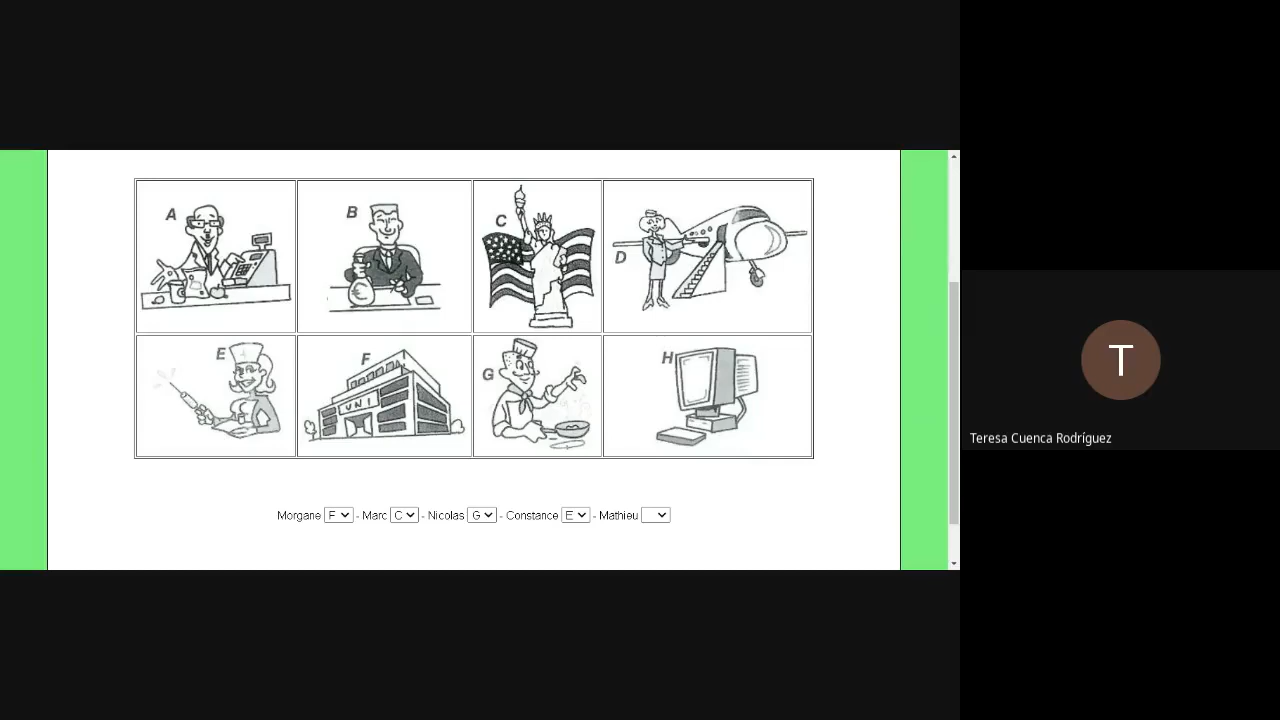 A B C D
E F G H
UNI
Morgane F - Marc C - Nicolas G - Constance E - Mathieu
T
Teresa Cuenca Rodríguez